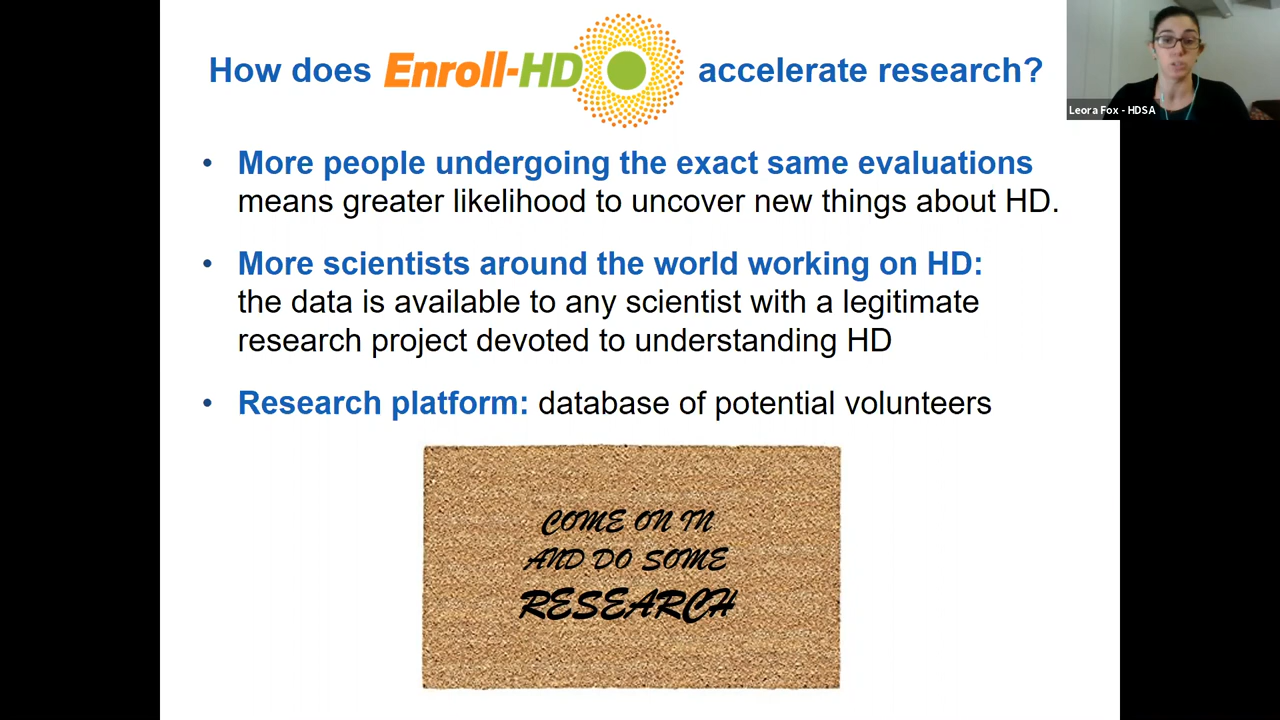 How does Enroll-HD accelerate research?
Leora Fox - HDSA
• More people undergoing the exact same evaluations
means greater likelihood to uncover new things about HD.
• More scientists around the world working on HD:
the data is available to any scientist with a legitimate
research project devoted to understanding HD
• Research platform: database of potential volunteers
COME ON IN
AND DO SOME
RESEARCH